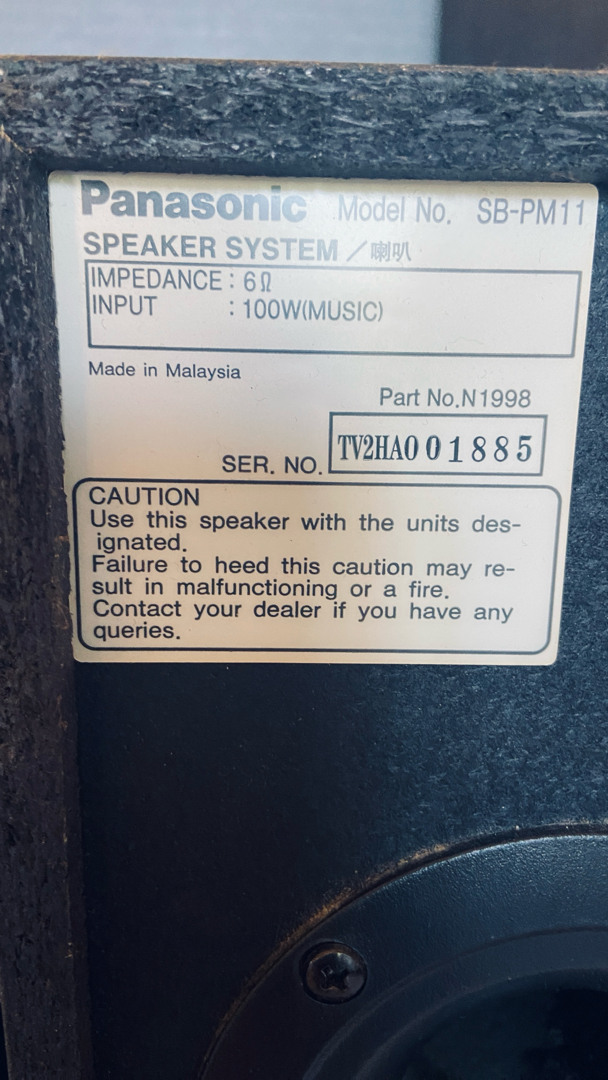 Panasonic Model No. SB-PM11
SPEAKER SYSTEM / 喇叭
IMPEDANCE : 6Ω
INPUT : 100W(MUSIC)
Made in Malaysia
Part No.N1998
SER. NO. TV2HA001885
CAUTION
Use this speaker with the units des-
ignated.
Failure to heed this caution may re-
sult in malfunctioning or a fire.
Contact your dealer if you have any
queries.